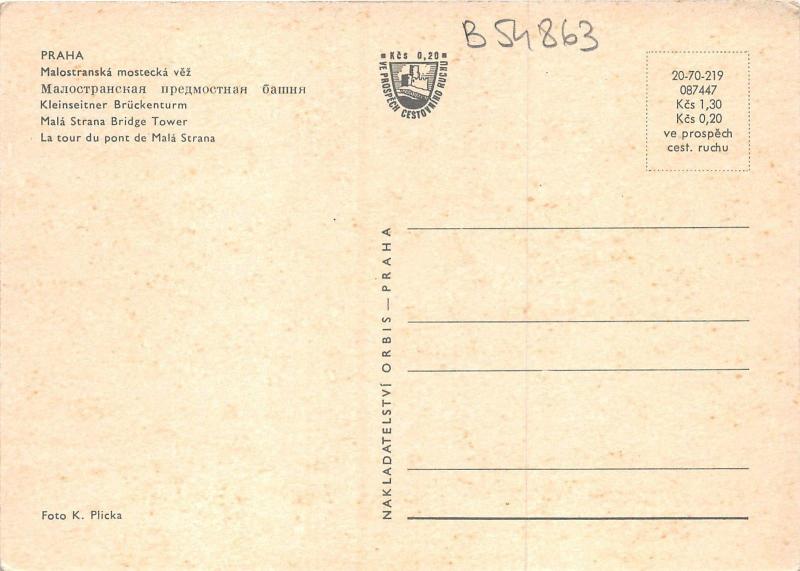 PRAHA
Malostranská mostecká věž
Малостранская предмостная башня
Kleinseitner Brückenturm
Malá Strana Bridge Tower
La tour du pont de Malá Strana
Foto K. Plicka
Kčs 0,20
VE PROSPĚCH CESTOVNÍHO RUCHU
B 54863
20-70-219
087447
Kčs 1,30
Kčs 0,20
ve prospěch
cest. ruchu
NAKLADATELSTVÍ ORBIS — PRAHA